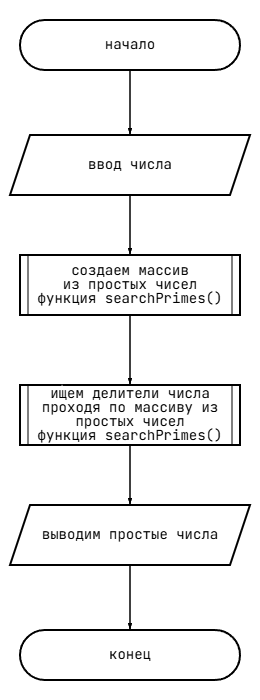 начало
ввод числа
создаем массив
из простых чисел
функция searchPrimes()
ищем делители числа
проходя по массиву из
простых чисел
функция searchPrimes()
выводим простые числа
конец